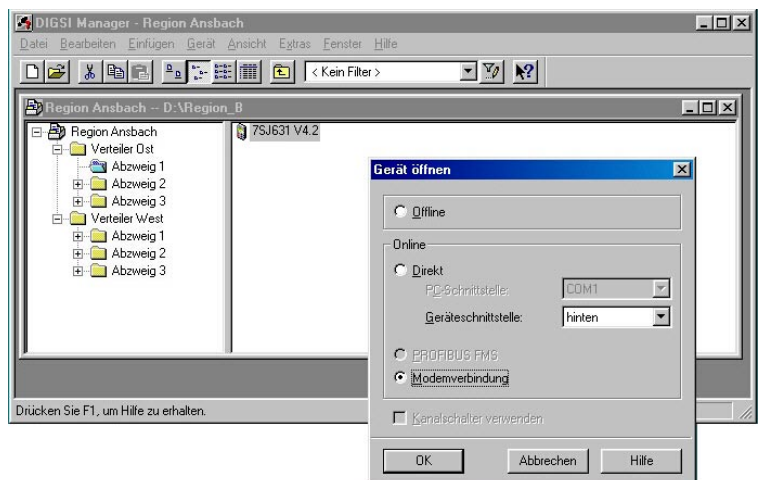 DIGSI Manager - Region Ansbach
Datei Bearbeiten Einfügen Gerät Ansicht Extras Fenster Hilfe
< Kein Filter >
Region Ansbach -- D:\Region_B
Region Ansbach
Verteiler Ost
Abzweig 1
Abzweig 2
Abzweig 3
Verteiler West
Abzweig 1
Abzweig 2
Abzweig 3
7SJ631 V4.2
Gerät öffnen
Offline
Online
Direkt
PC-Schnittstelle: COM1
Geräteschnittstelle: hinten
PROFIBUS FMS
Modemverbindung
Kanalschalter verwenden
OK Abbrechen Hilfe
Drücken Sie F1, um Hilfe zu erhalten.